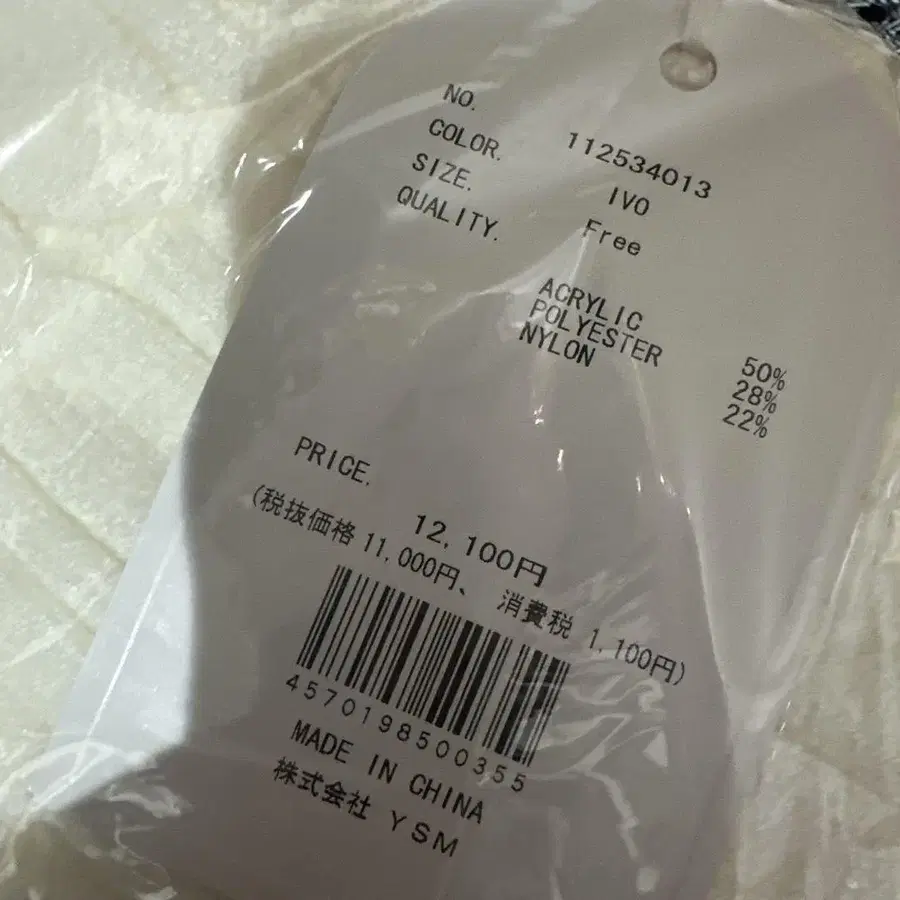 NO. 112534013
COLOR. IVO
SIZE. Free
QUALITY.
ACRYLIC 50%
POLYESTER 28%
NYLON 22%
PRICE. 12,100円
(税抜価格 11,000円、 消費税 1,100円)
4570198500355
MADE IN CHINA
株式会社 YSM